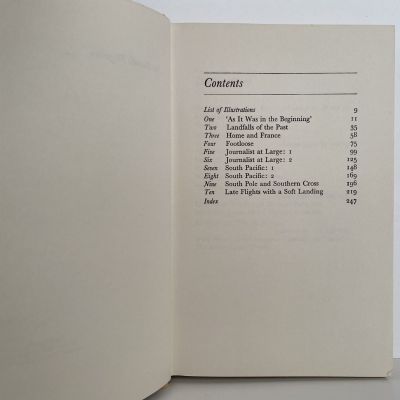 Contents
List of Illustrations 9
One 'As It Was in the Beginning' 11
Two Landfalls of the Past 35
Three Home and France 58
Four Footloose 75
Five Journalist at Large: 1 99
Six Journalist at Large: 2 125
Seven South Pacific: 1 148
Eight South Pacific: 2 169
Nine South Pole and Southern Cross 196
Ten Late Flights with a Soft Landing 219
Index 247